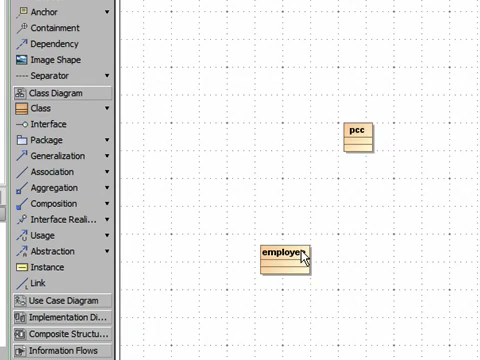 Anchor
Containment
Dependency
Image Shape
Separator
Class Diagram
Class
Interface
Package
Generalization
Association
Aggregation
Composition
Interface Reali...
Usage
Abstraction
Instance
Link
Use Case Diagram
Implementation Di...
Composite Structu...
Information Flows
pcc
employee